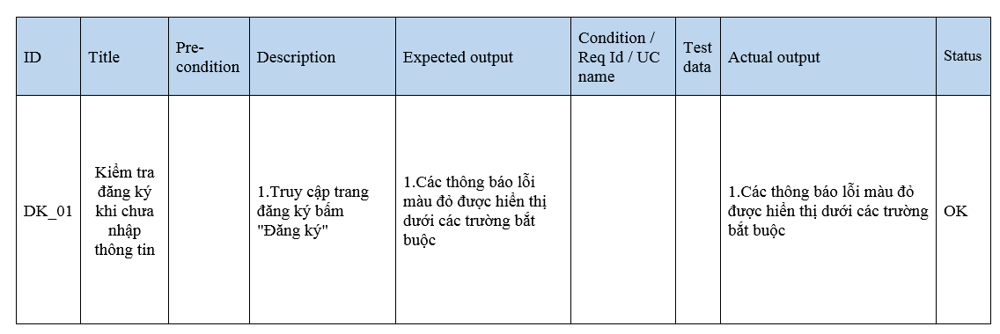 ID
Title
Pre-
condition
Description
Expected output
Condition /
Req Id / UC
name
Test
data
Actual output
Status
DK_01
Kiểm tra
đăng ký
khi chưa
nhập
thông tin
1.Truy cập trang
đăng ký bấm
"Đăng ký"
1.Các thông báo lỗi
màu đỏ được hiển thị
dưới các trường bắt
buộc
1.Các thông báo lỗi màu đỏ
được hiển thị dưới các trường
bắt buộc
OK